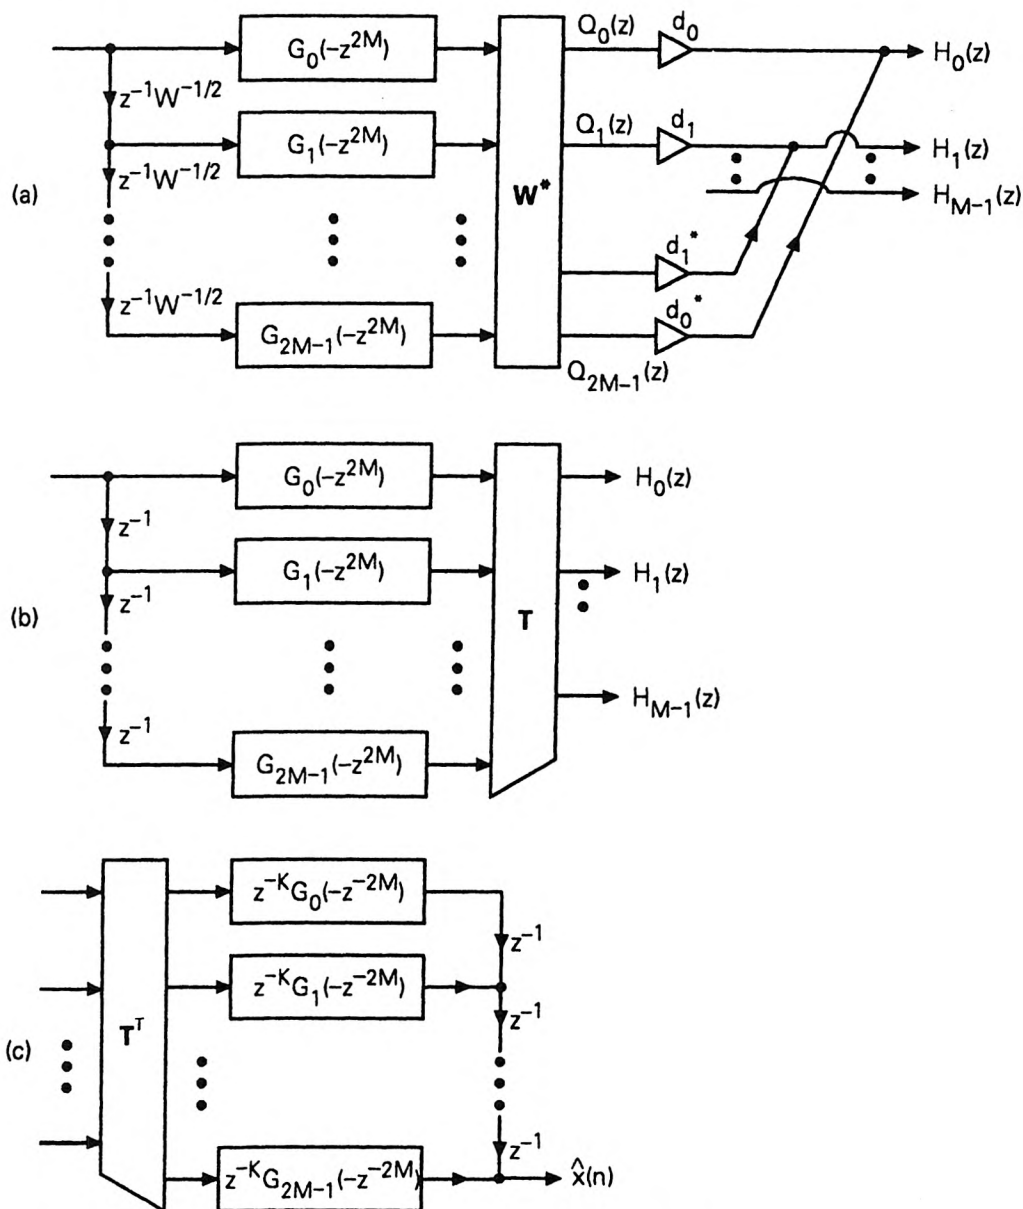 (a)
G₀(-z²ᴹ)
z⁻¹W⁻¹/²
G₁(-z²ᴹ)
z⁻¹W⁻¹/²
z⁻¹W⁻¹/²
G₂M₋₁(-z²ᴹ)
W*
Q₀(z)
d₀
H₀(z)
Q₁(z)
d₁
H₁(z)
H_M₋₁(z)
d₁*
d₀*
Q₂M₋₁(z)
(b)
G₀(-z²ᴹ)
z⁻¹
G₁(-z²ᴹ)
z⁻¹
z⁻¹
G₂M₋₁(-z²ᴹ)
T
H₀(z)
H₁(z)
H_M₋₁(z)
(c)
Tᵀ
z⁻ᴷG₀(-z⁻²ᴹ)
z⁻¹
z⁻ᴷG₁(-z⁻²ᴹ)
z⁻¹
z⁻¹
z⁻ᴷG₂M₋₁(-z⁻²ᴹ)
x̂(n)